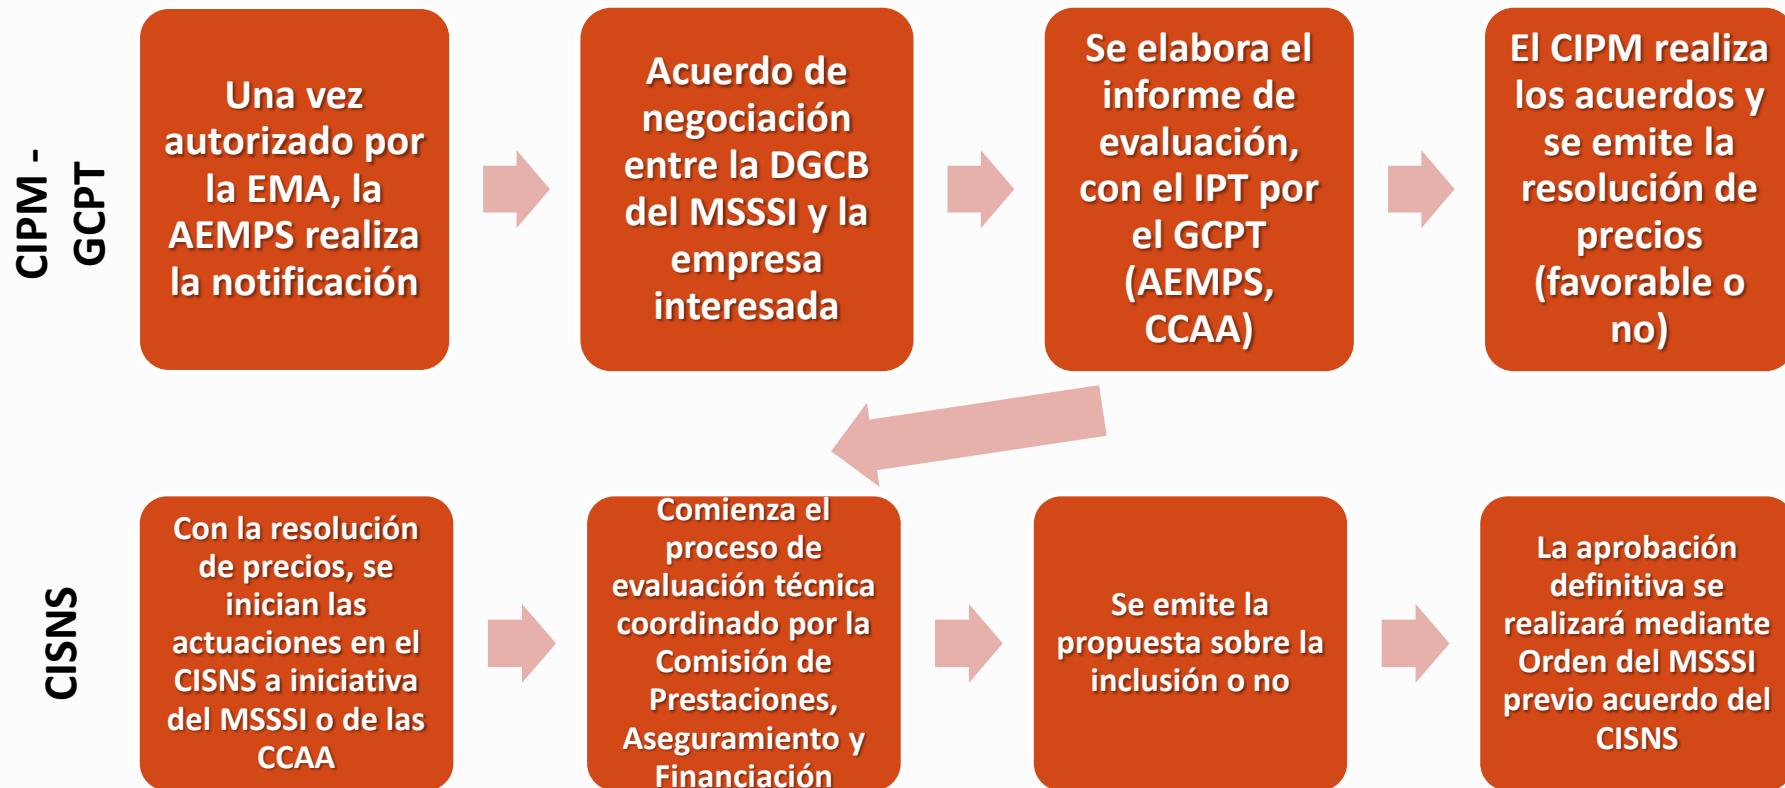 CIPM -
GCPT
Una vez
autorizado por
la EMA, la
AEMPS realiza
la notificación
Acuerdo de
negociación
entre la DGCB
del MSSSI y la
empresa
interesada
Se elabora el
informe de
evaluación,
con el IPT por
el GCPT
(AEMPS,
CCAA)
El CIPM realiza
los acuerdos y
se emite la
resolución de
precios
(favorable o
no)
CISNS
Con la resolución
de precios, se
inician las
actuaciones en el
CISNS a iniciativa
del MSSSI o de las
CCAA
Comienza el
proceso de
evaluación técnica
coordinado por la
Comisión de
Prestaciones,
Aseguramiento y
Financiación
Se emite la
propuesta sobre la
inclusión o no
La aprobación
definitiva se
realizará mediante
Orden del MSSSI
previo acuerdo del
CISNS